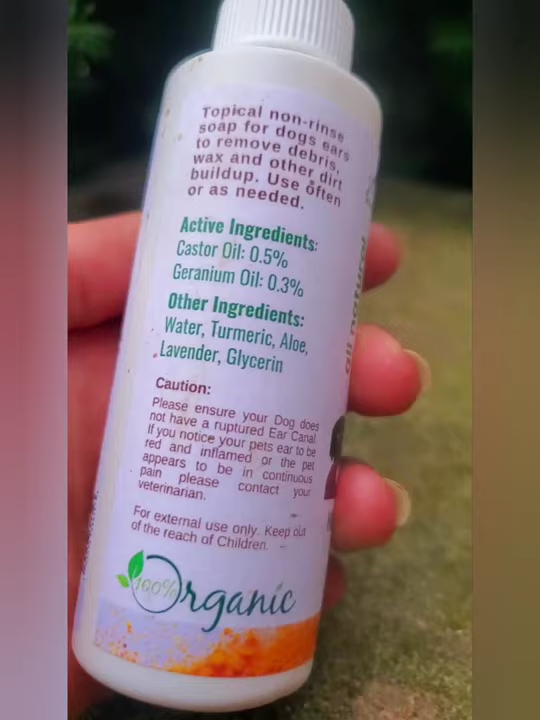 Topical non-rinse
soap for dogs ears
to remove debris,
wax and other dirt
buildup. Use often
or as needed.
Active Ingredients:
Castor Oil: 0.5%
Geranium Oil: 0.3%
Other Ingredients:
Water, Turmeric, Aloe,
Lavender, Glycerin
Caution:
Please ensure your Dog does
not have a ruptured Ear Canal.
If you notice your pets ear to be
red and inflamed or the pet
appears to be in continuous
pain please contact your
veterinarian.
For external use only. Keep out
of the reach of Children.
100%
Organic
all natural